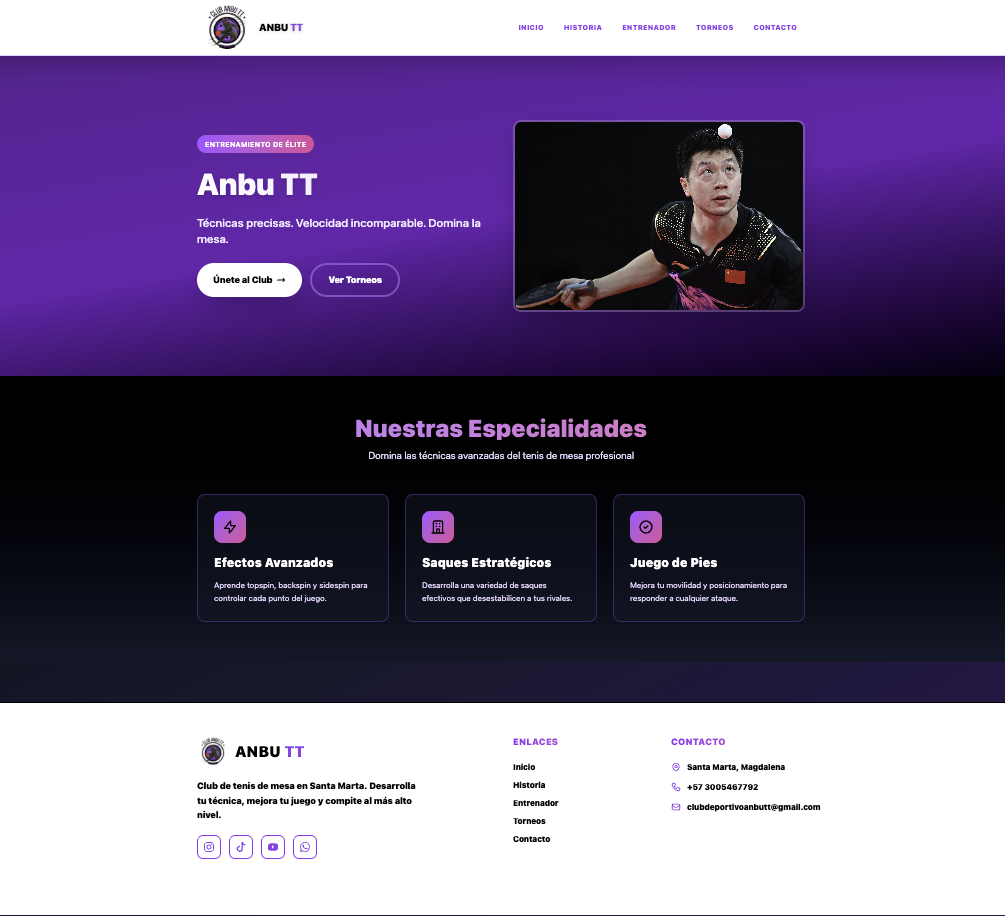 CLUB ANBU TT
ANBU TT
INICIO
HISTORIA
ENTRENADOR
TORNEOS
CONTACTO
ENTRENAMIENTO DE ÉLITE
Anbu TT
Técnicas precisas. Velocidad incomparable. Domina la
mesa.
Únete al Club →
Ver Torneos
Nuestras Especialidades
Domina las técnicas avanzadas del tenis de mesa profesional
Efectos Avanzados
Aprende topspin, backspin y sidespin para
controlar cada punto del juego.
Saques Estratégicos
Desarrolla una variedad de saques
efectivos que desestabilicen a tus rivales.
Juego de Pies
Mejora tu movilidad y posicionamiento para
responder a cualquier ataque.
ANBU TT
Club de tenis de mesa en Santa Marta. Desarrolla
tu técnica, mejora tu juego y compite al más alto
nivel.
ENLACES
Inicio
Historia
Entrenador
Torneos
Contacto
CONTACTO
Santa Marta, Magdalena
+57 3005467792
clubdeportivoanbutt@gmail.com